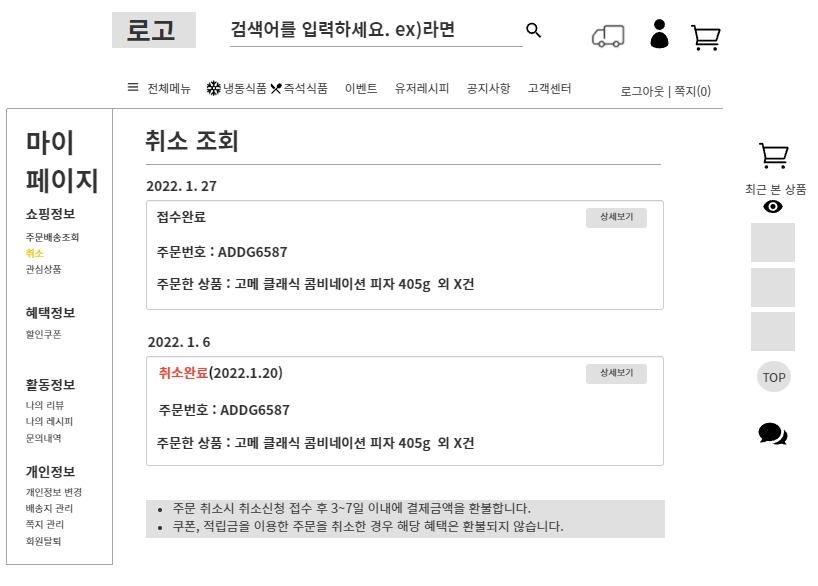 로고
검색어를 입력하세요. ex)라면
전체메뉴 냉동식품 즉석식품 이벤트 유저레시피 공지사항 고객센터
로그아웃 | 쪽지(0)
마이
페이지
쇼핑정보
주문배송조회
취소
관심상품
혜택정보
할인쿠폰
활동정보
나의 리뷰
나의 레시피
문의내역
개인정보
개인정보 변경
배송지 관리
쪽지 관리
회원탈퇴
취소 조회
2022. 1. 27
접수완료
상세보기
주문번호 : ADDG6587
주문한 상품 : 고메 클래식 콤비네이션 피자 405g 외 X건
2022. 1. 6
취소완료(2022.1.20)
상세보기
주문번호 : ADDG6587
주문한 상품 : 고메 클래식 콤비네이션 피자 405g 외 X건
• 주문 취소시 취소신청 접수 후 3~7일 이내에 결제금액을 환불합니다.
• 쿠폰, 적립금을 이용한 주문을 취소한 경우 해당 혜택은 환불되지 않습니다.
최근 본 상품
TOP